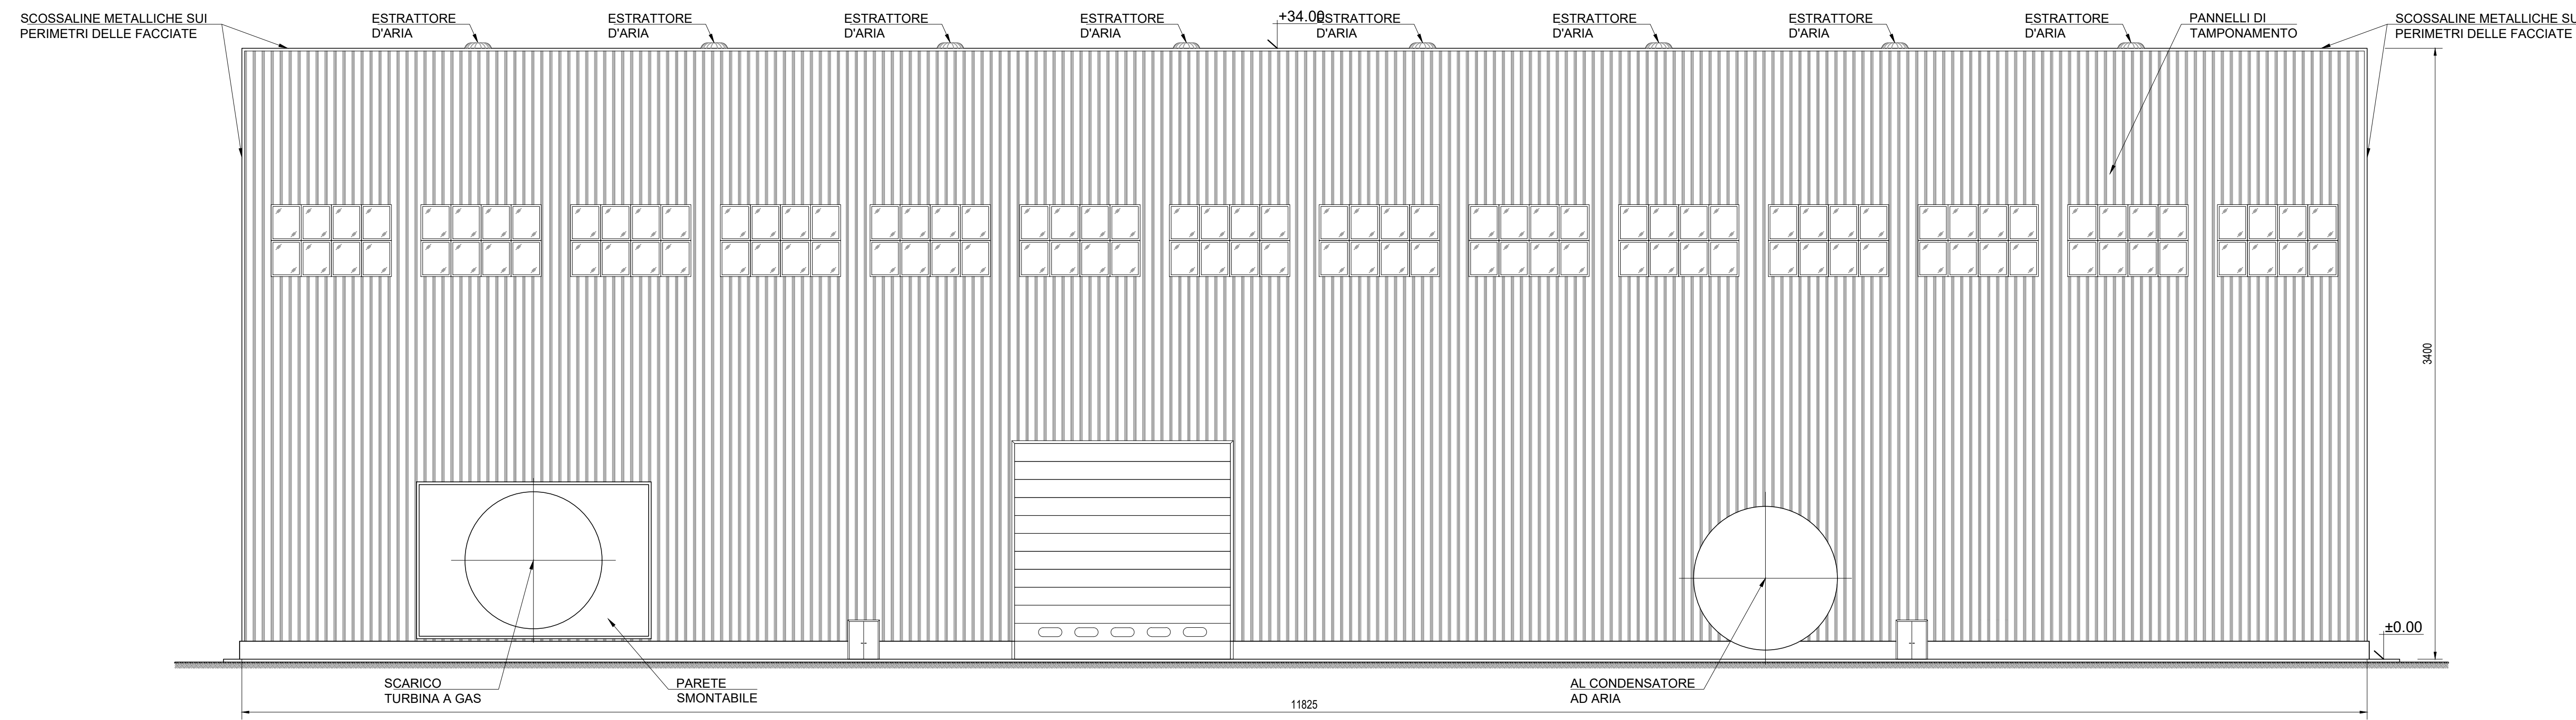 SCOSSALINE METALLICHE SUI
PERIMETRI DELLE FACCIATE
ESTRATTORE
D'ARIA
ESTRATTORE
D'ARIA
ESTRATTORE
D'ARIA
ESTRATTORE
D'ARIA
+34.00
ESTRATTORE
D'ARIA
ESTRATTORE
D'ARIA
ESTRATTORE
D'ARIA
ESTRATTORE
D'ARIA
PANNELLI DI
TAMPONAMENTO
SCOSSALINE METALLICHE SU
PERIMETRI DELLE FACCIATE
3400
±0.00
SCARICO
TURBINA A GAS
PARETE
SMONTABILE
AL CONDENSATORE
AD ARIA
11825